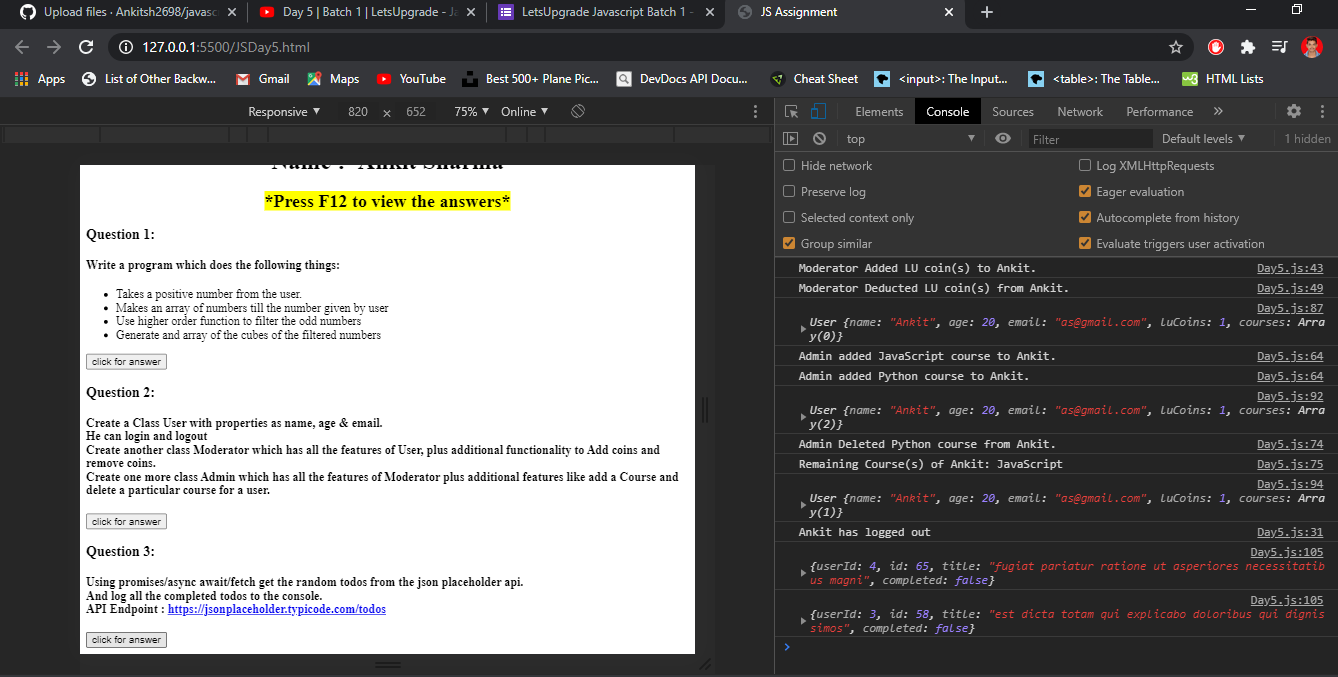 Upload files · Ankitsh2698/javasc
Day 5 | Batch 1 | LetsUpgrade - Ja
LetsUpgrade Javascript Batch 1 -
JS Assignment
127.0.0.1:5500/JSDay5.html
Apps
List of Other Backw...
Gmail
Maps
YouTube
Best 500+ Plane Pic...
DevDocs API Docu...
Cheat Sheet
<input>: The Input...
<table>: The Table...
HTML Lists
Responsive ▼ 820 × 652 75% ▼ Online ▼
Name : Ankit Sharma
*Press F12 to view the answers*
Question 1:
Write a program which does the following things:
• Takes a positive number from the user.
• Makes an array of numbers till the number given by user
• Use higher order function to filter the odd numbers
• Generate and array of the cubes of the filtered numbers
click for answer
Question 2:
Create a Class User with properties as name, age & email.
He can login and logout
Create another class Moderator which has all the features of User, plus additional functionality to Add coins and
remove coins.
Create one more class Admin which has all the features of Moderator plus additional features like add a Course and
delete a particular course for a user.
click for answer
Question 3:
Using promises/async await/fetch get the random todos from the json placeholder api.
And log all the completed todos to the console.
API Endpoint : https://jsonplaceholder.typicode.com/todos
click for answer
Elements Console Sources Network Performance »
top ▼ Filter Default levels ▼ 1 hidden
Hide network Log XMLHttpRequests
Preserve log Eager evaluation
Selected context only Autocomplete from history
Group similar Evaluate triggers user activation
Moderator Added LU coin(s) to Ankit. Day5.js:43
Moderator Deducted LU coin(s) from Ankit. Day5.js:49
Day5.js:87
User {name: "Ankit", age: 20, email: "as@gmail.com", luCoins: 1, courses: Arra
y(0)}
Admin added JavaScript course to Ankit. Day5.js:64
Admin added Python course to Ankit. Day5.js:64
Day5.js:92
User {name: "Ankit", age: 20, email: "as@gmail.com", luCoins: 1, courses: Arra
y(2)}
Admin Deleted Python course from Ankit. Day5.js:74
Remaining Course(s) of Ankit: JavaScript Day5.js:75
Day5.js:94
User {name: "Ankit", age: 20, email: "as@gmail.com", luCoins: 1, courses: Arra
y(1)}
Ankit has logged out Day5.js:31
Day5.js:105
{userId: 4, id: 65, title: "fugiat pariatur ratione ut asperiores necessitatib
us magni", completed: false}
Day5.js:105
{userId: 3, id: 58, title: "est dicta totam qui explicabo doloribus qui dignis
simos", completed: false}